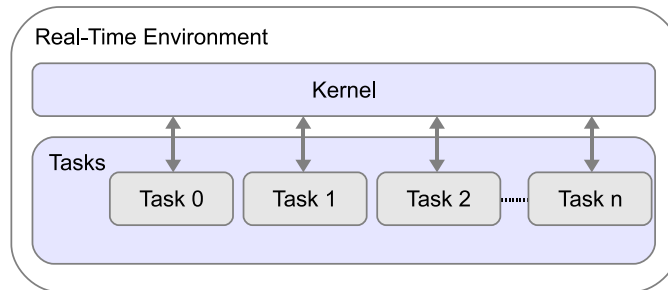 Real-Time Environment
Kernel
Tasks
Task 0 Task 1 Task 2 Task n